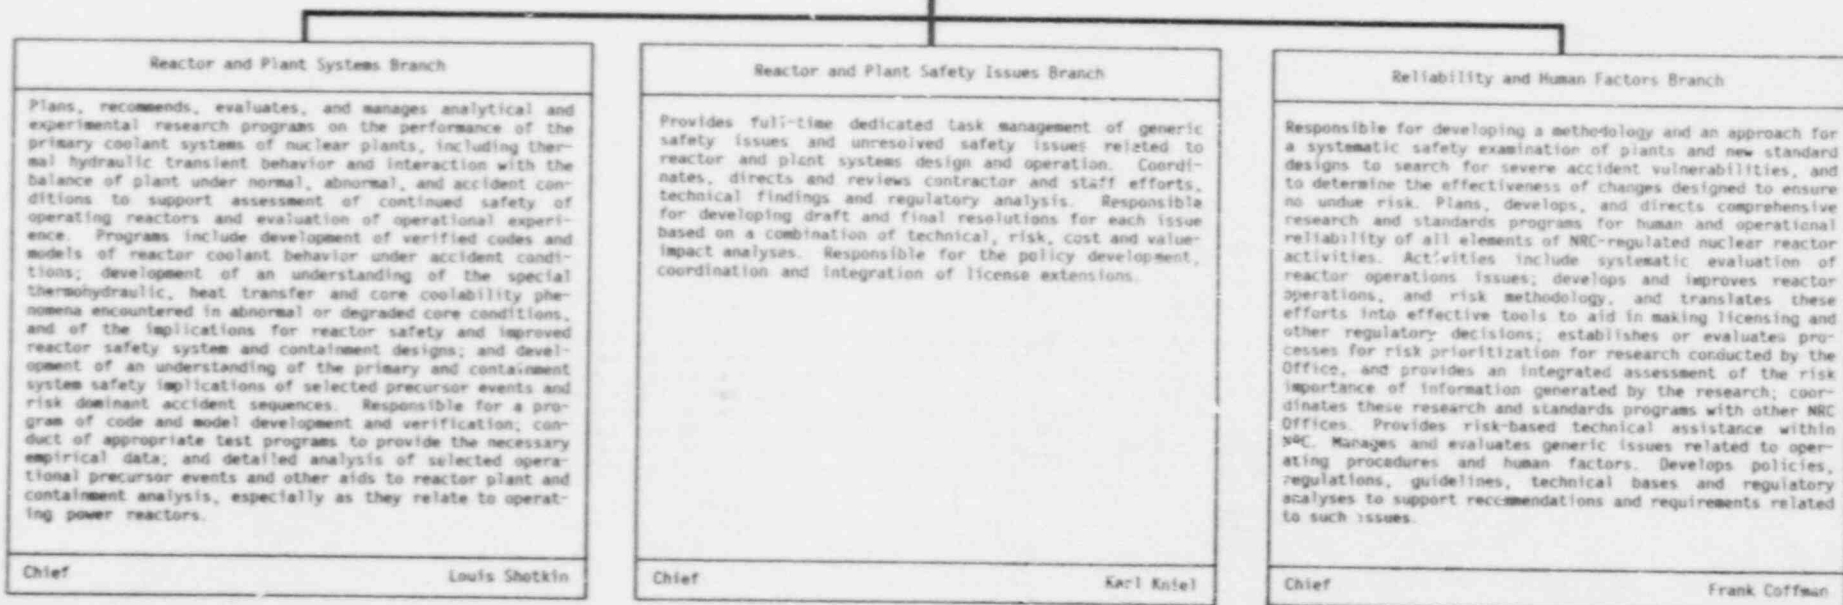 Reactor and Plant Systems Branch
Plans, recommends, evaluates, and manages analytical and
experimental research programs on the performance of the
primary coolant systems of nuclear plants, including ther-
mal hydraulic transient behavior and interaction with the
balance of plant under normal, abnormal, and accident con-
ditions to support assessment of continued safety of
operating reactors and evaluation of operational experi-
ence. Programs include development of verified codes and
models of reactor coolant behavior under accident condi-
tions; development of an understanding of the special
thermohydraulic, heat transfer and core coolability phe-
nomena encountered in abnormal or degraded core conditions,
and of the implications for reactor safety and improved
reactor safety system and containment designs; and devel-
opment of an understanding of the primary and containment
system safety implications of selected precursor events and
risk dominant accident sequences. Responsible for a pro-
gram of code and model development and verification; con-
duct of appropriate test programs to provide the necessary
empirical data; and detailed analysis of selected opera-
tional precursor events and other aids to reactor plant and
containment analysis, especially as they relate to operat-
ing power reactors.
Chief Louis Shotkin
Reactor and Plant Safety Issues Branch
Provides full-time dedicated task management of generic
safety issues and unresolved safety issues related to
reactor and plant systems design and operation. Coordi-
nates, directs and reviews contractor and staff efforts,
technical findings and regulatory analysis. Responsible
for developing draft and final resolutions for each issue
based on a combination of technical, risk, cost and value-
impact analyses. Responsible for the policy development,
coordination and integration of license extensions.
Chief Karl Kniel
Reliability and Human Factors Branch
Responsible for developing a methodology and an approach for
a systematic safety examination of plants and new standard
designs to search for severe accident vulnerabilities, and
to determine the effectiveness of changes designed to ensure
no undue risk. Plans, develops, and directs comprehensive
research and standards programs for human and operational
reliability of all elements of NRC-regulated nuclear reactor
activities. Activities include systematic evaluation of
reactor operations issues; develops and improves reactor
operations, and risk methodology, and translates these
efforts into effective tools to aid in making licensing and
other regulatory decisions; establishes or evaluates pro-
cesses for risk prioritization for research conducted by the
Office, and provides an integrated assessment of the risk
importance of information generated by the research; coor-
dinates these research and standards programs with other NRC
Offices. Provides risk-based technical assistance within
NRC. Manages and evaluates generic issues related to oper-
ating procedures and human factors. Develops policies,
regulations, guidelines, technical bases and regulatory
analyses to support recommendations and requirements related
to such issues.
Chief Frank Coffman